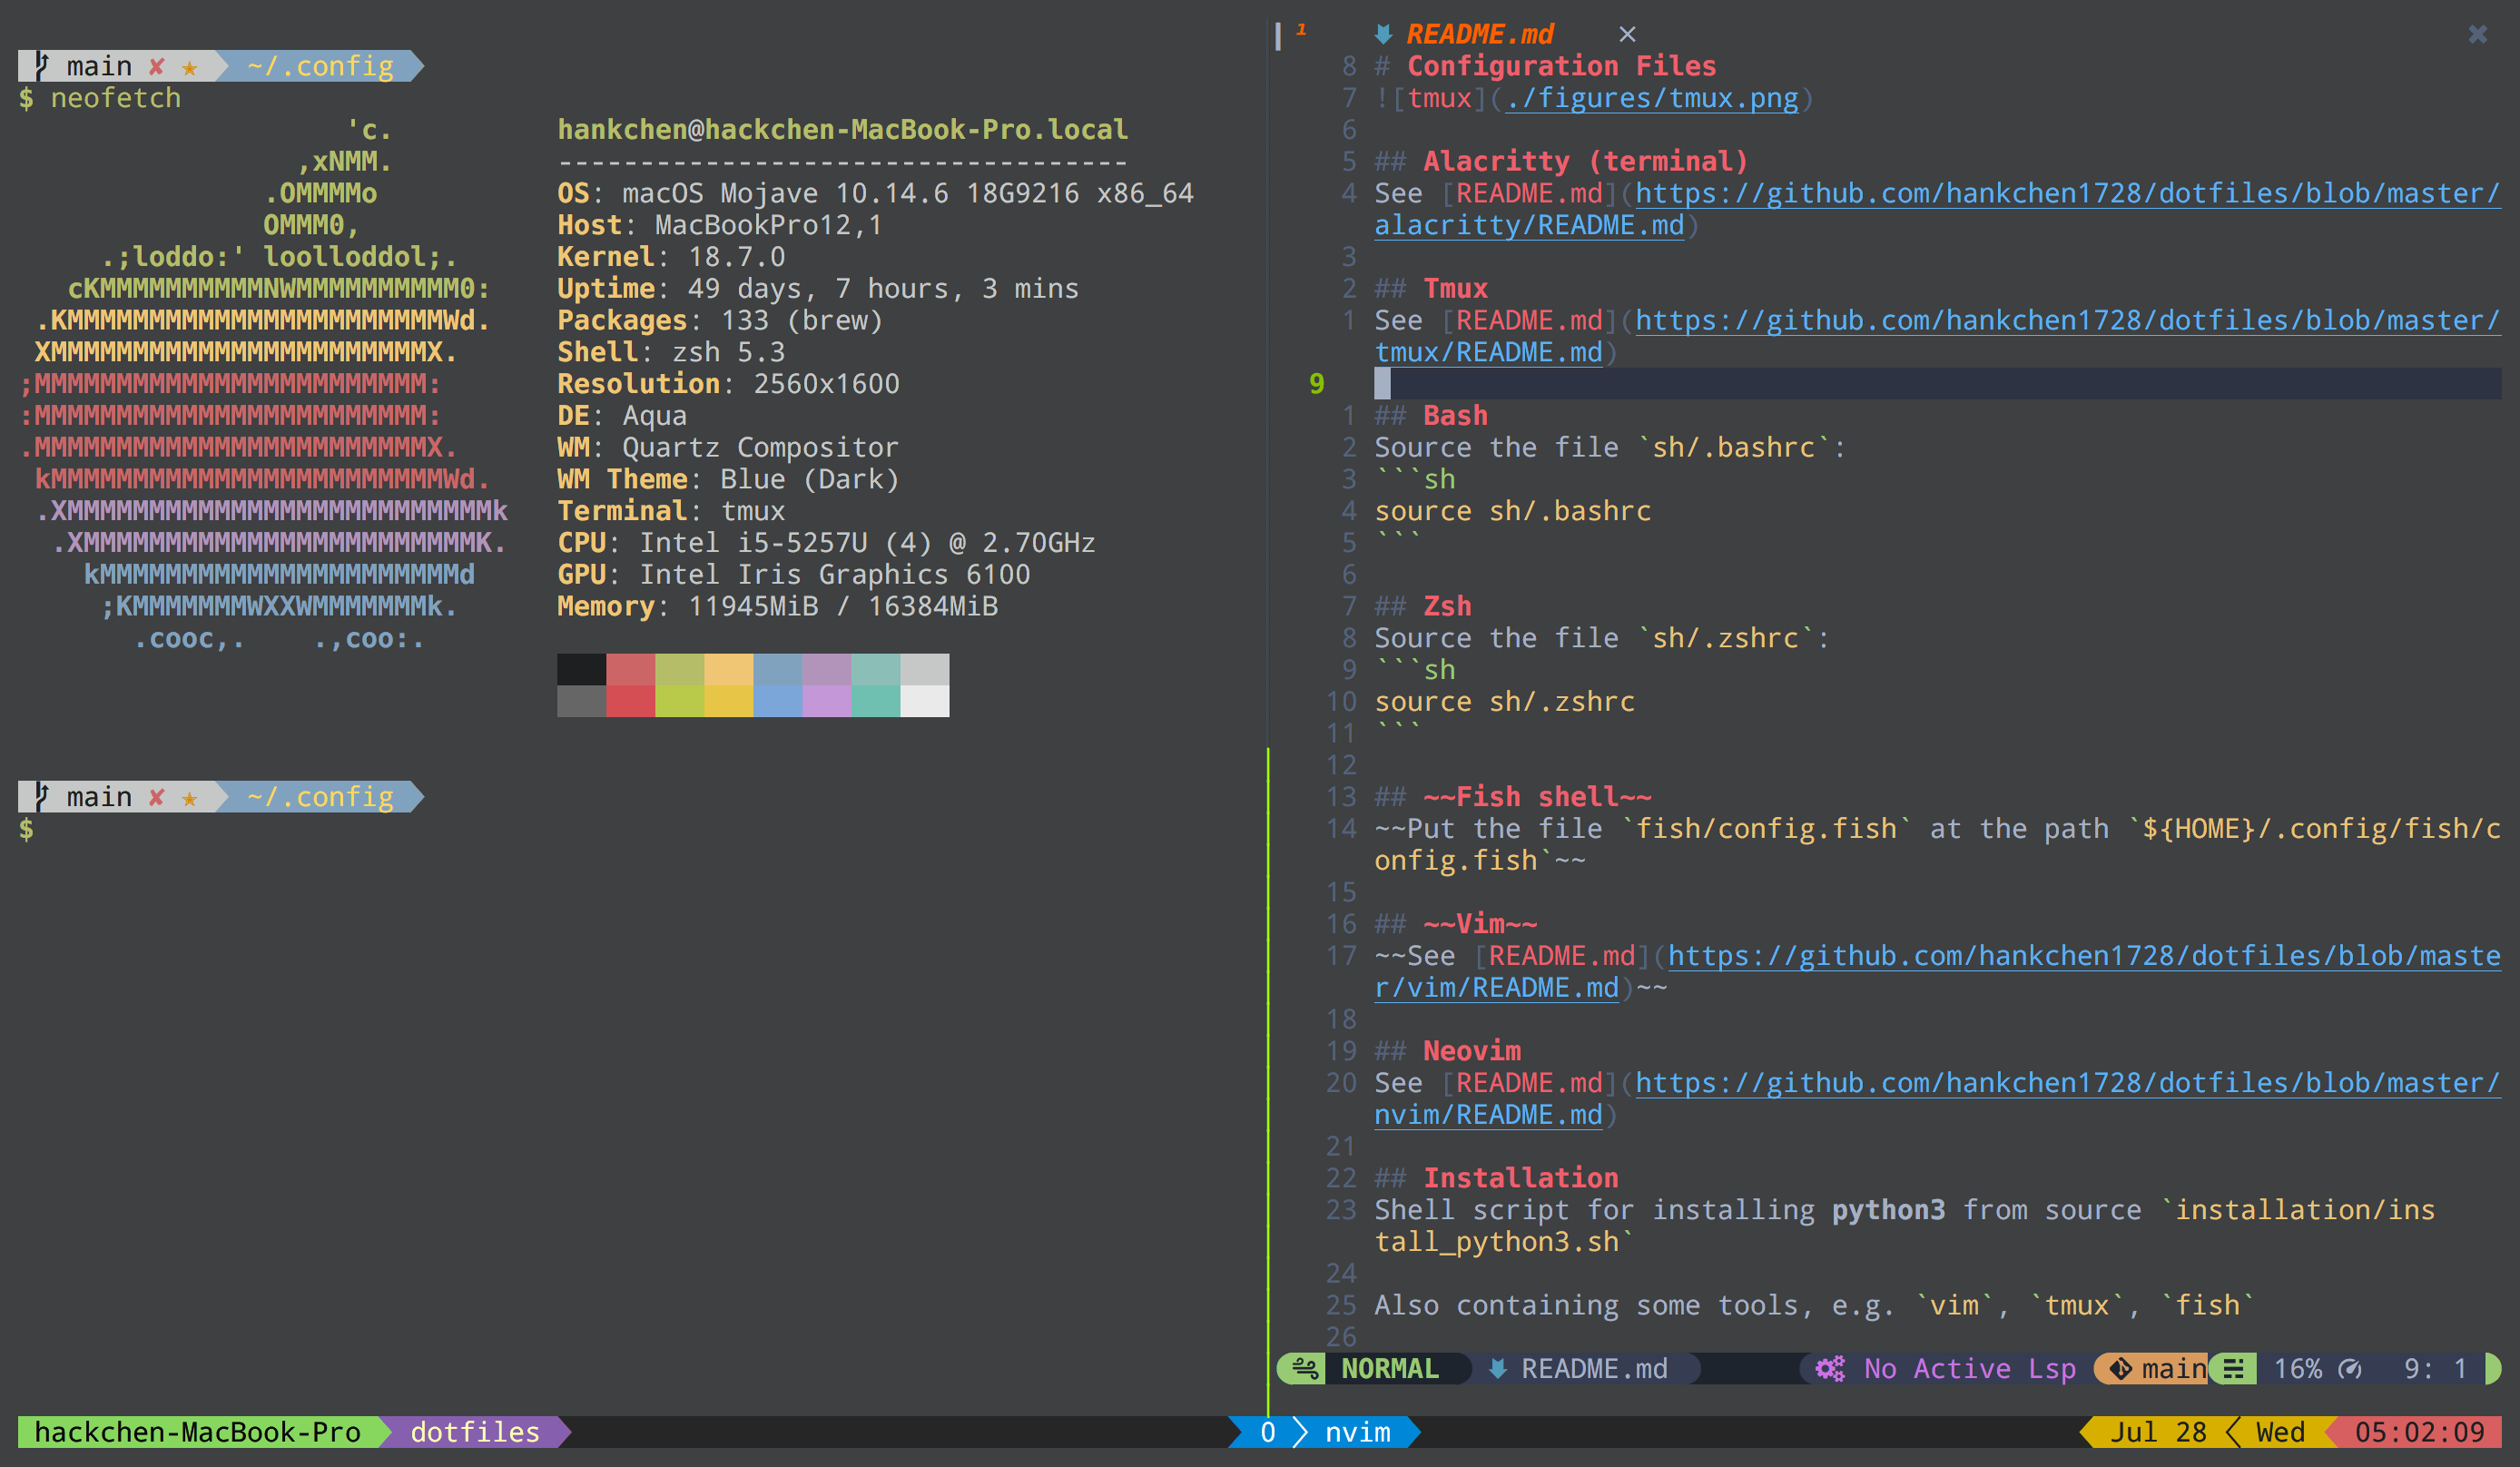 main ✘ ★ ~/.config
$ neofetch
'c.
,xNMM.
.OMMMMo
OMMM0,
.;loddo:' loolloddol;.
cKMMMMMMMMMMNWMMMMMMMMMM0:
.KMMMMMMMMMMMMMMMMMMMMMMMWd.
XMMMMMMMMMMMMMMMMMMMMMMMX.
;MMMMMMMMMMMMMMMMMMMMMMMM:
:MMMMMMMMMMMMMMMMMMMMMMMM:
.MMMMMMMMMMMMMMMMMMMMMMMMX.
kMMMMMMMMMMMMMMMMMMMMMMMMWd.
.XMMMMMMMMMMMMMMMMMMMMMMMMMMk
.XMMMMMMMMMMMMMMMMMMMMMMMMK.
kMMMMMMMMMMMMMMMMMMMMMMd
;KMMMMMMMWXXWMMMMMMMk.
.cooc,.    .,coo:.
hankchen@hackchen-MacBook-Pro.local
-----------------------------------
OS: macOS Mojave 10.14.6 18G9216 x86_64
Host: MacBookPro12,1
Kernel: 18.7.0
Uptime: 49 days, 7 hours, 3 mins
Packages: 133 (brew)
Shell: zsh 5.3
Resolution: 2560x1600
DE: Aqua
WM: Quartz Compositor
WM Theme: Blue (Dark)
Terminal: tmux
CPU: Intel i5-5257U (4) @ 2.70GHz
GPU: Intel Iris Graphics 6100
Memory: 11945MiB / 16384MiB
main ✘ ★ ~/.config
$
1 README.md ×  ✖
8 # Configuration Files
7 ![tmux](./figures/tmux.png)
6
5 ## Alacritty (terminal)
4 See [README.md](https://github.com/hankchen1728/dotfiles/blob/master/
alacritty/README.md)
3
2 ## Tmux
1 See [README.md](https://github.com/hankchen1728/dotfiles/blob/master/
tmux/README.md)
9
1 ## Bash
2 Source the file `sh/.bashrc`:
3 ```sh
4 source sh/.bashrc
5 ```
6
7 ## Zsh
8 Source the file `sh/.zshrc`:
9 ```sh
10 source sh/.zshrc
11 ```
12
13 ## ~~Fish shell~~
14 ~~Put the file `fish/config.fish` at the path `${HOME}/.config/fish/c
onfig.fish`~~
15
16 ## ~~Vim~~
17 ~~See [README.md](https://github.com/hankchen1728/dotfiles/blob/maste
r/vim/README.md)~~
18
19 ## Neovim
20 See [README.md](https://github.com/hankchen1728/dotfiles/blob/master/
nvim/README.md)
21
22 ## Installation
23 Shell script for installing **python3** from source `installation/ins
tall_python3.sh`
24
25 Also containing some tools, e.g. `vim`, `tmux`, `fish`
26
NORMAL README.md No Active Lsp main 16% 9: 1
hackchen-MacBook-Pro dotfiles 0 nvim Jul 28 Wed 05:02:09